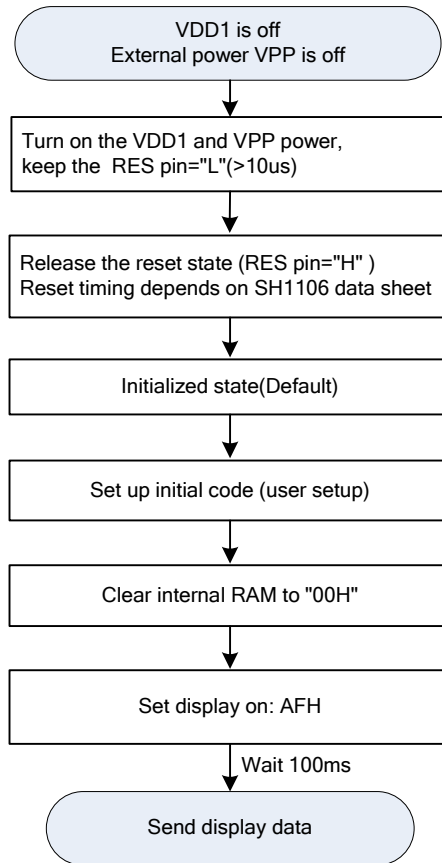 VDD1 is off
External power VPP is off
Turn on the VDD1 and VPP power,
keep the RES pin="L"(>10us)
Release the reset state (RES pin="H" )
Reset timing depends on SH1106 data sheet
Initialized state(Default)
Set up initial code (user setup)
Clear internal RAM to "00H"
Set display on: AFH
Wait 100ms
Send display data